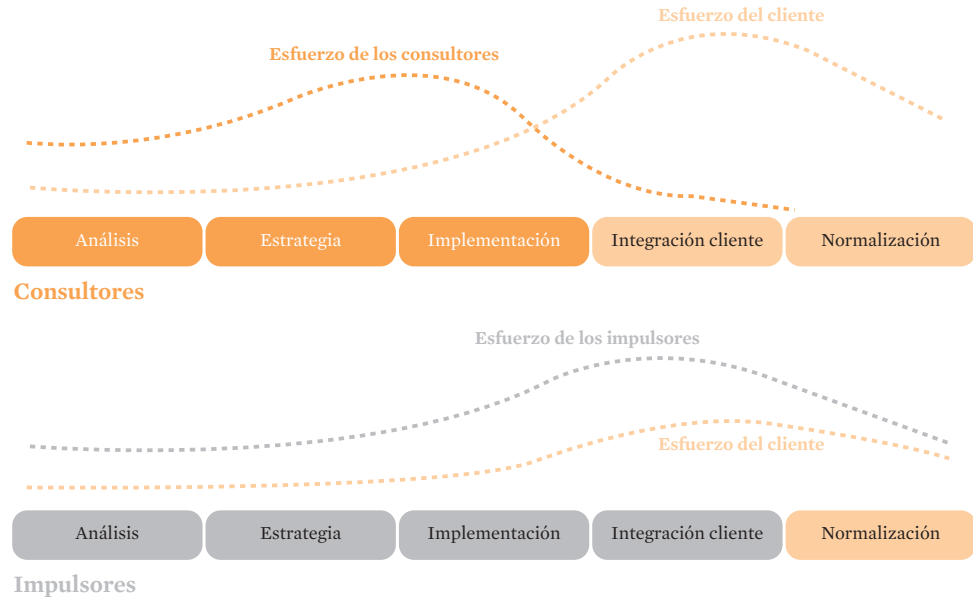 Esfuerzo del cliente
Esfuerzo de los consultores
Análisis
Estrategia
Implementación
Integración cliente
Normalización
Consultores
Esfuerzo de los impulsores
Esfuerzo del cliente
Análisis
Estrategia
Implementación
Integración cliente
Normalización
Impulsores